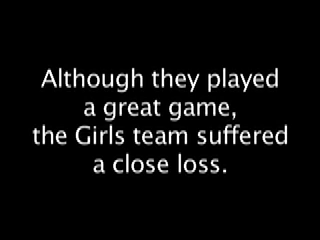 Although they played
a great game,
the Girls team suffered
a close loss.